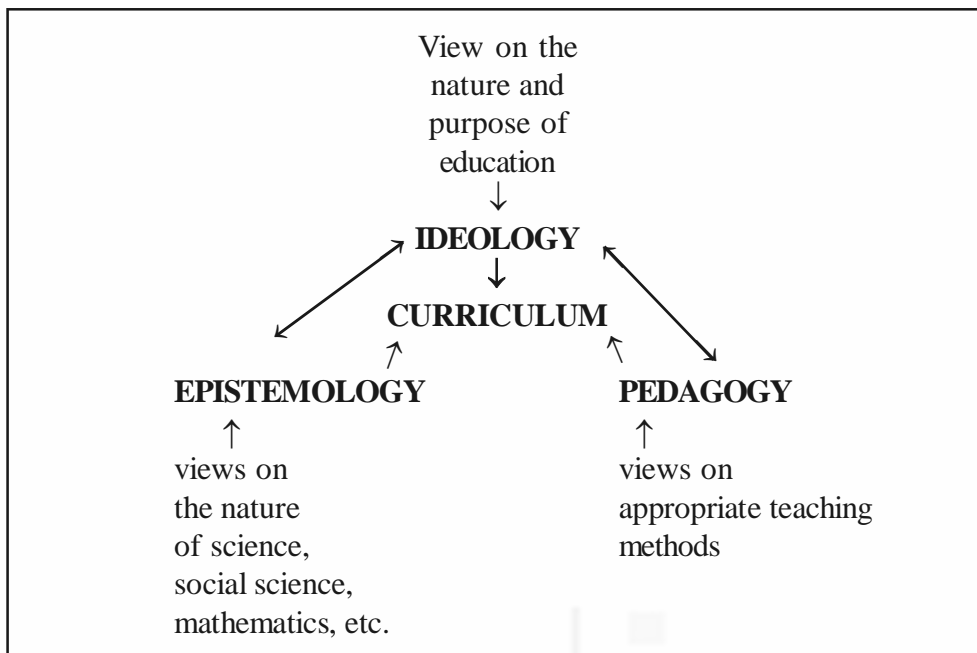 View on the
nature and
purpose of
education
↓
IDEOLOGY
↓
CURRICULUM
↗ ↖
EPISTEMOLOGY PEDAGOGY
↑ ↑
views on views on
the nature appropriate teaching
of science, methods
social science,
mathematics, etc.